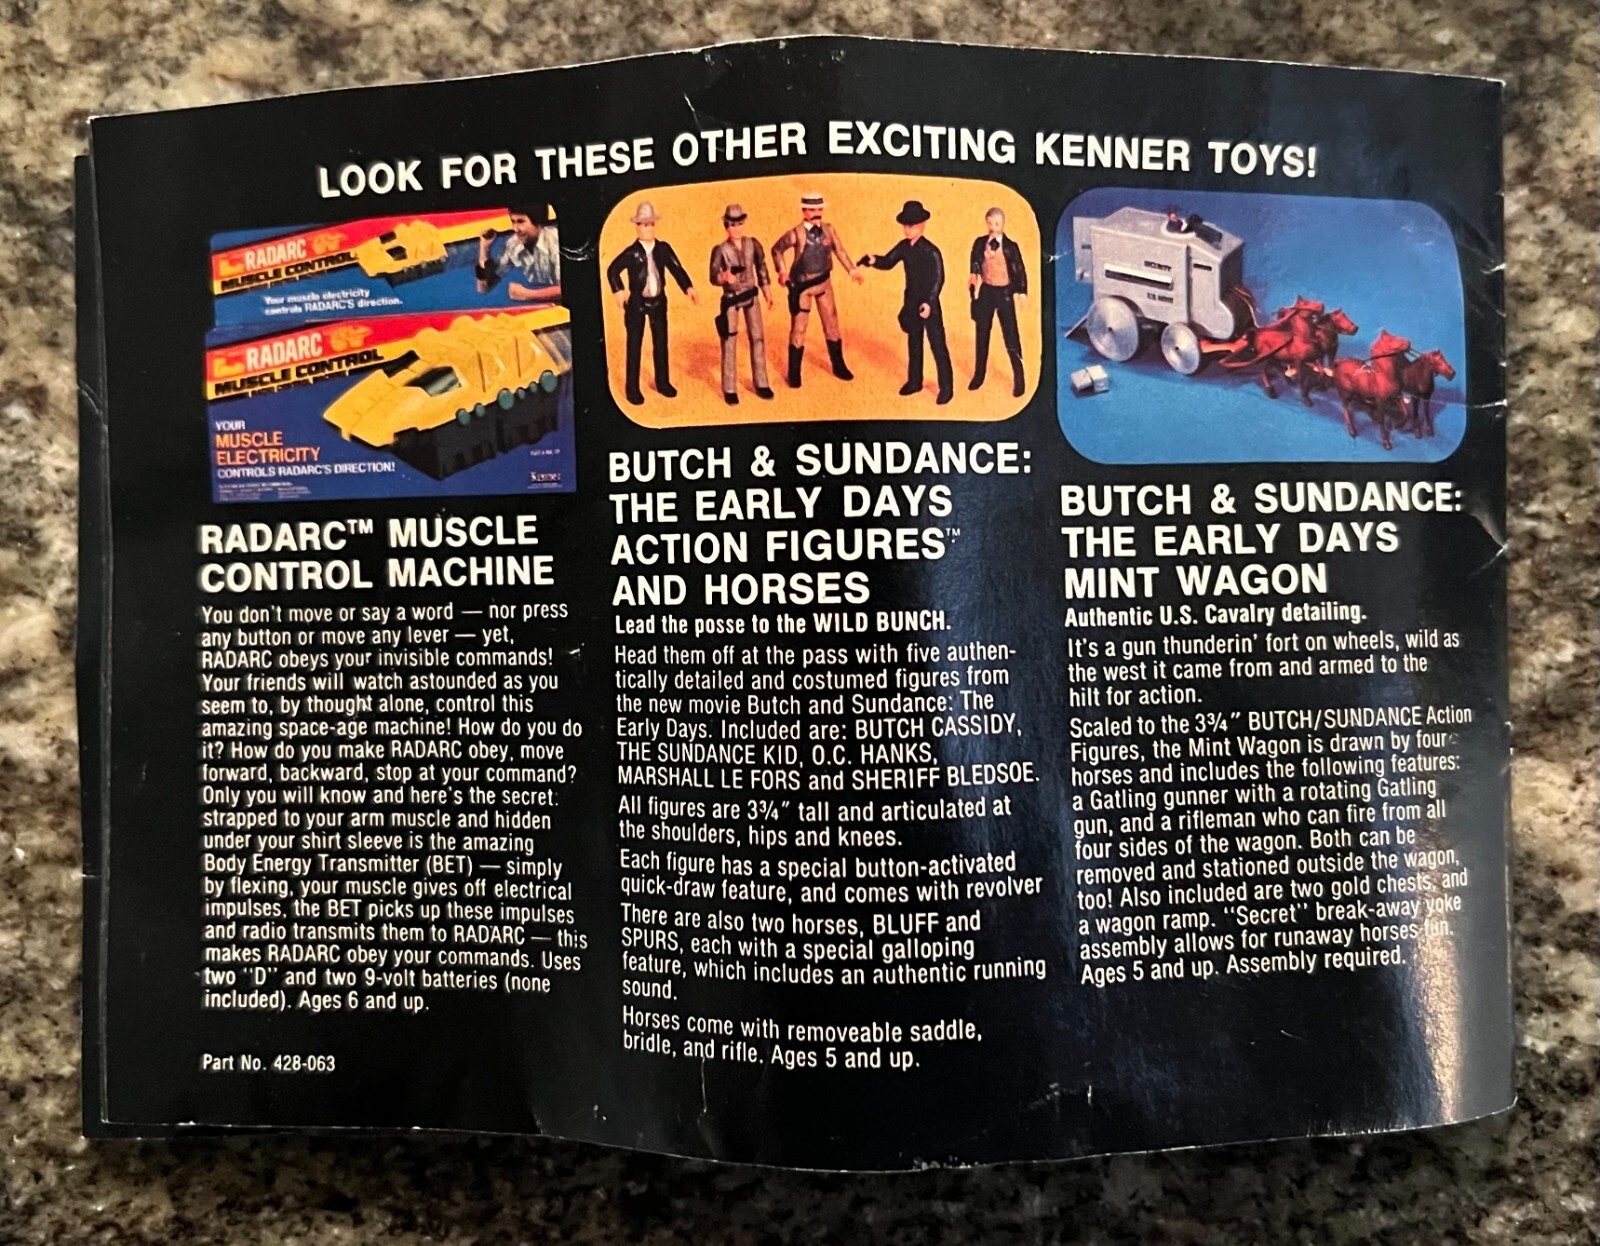 LOOK FOR THESE OTHER EXCITING KENNER TOYS!
RADARC
MUSCLE CONTROL
Your muscle electricity
controls RADARC'S direction.
RADARC
MUSCLE CONTROL
YOUR
MUSCLE
ELECTRICITY
CONTROLS RADARC'S DIRECTION!
Kenner
RADARC™ MUSCLE
CONTROL MACHINE
You don't move or say a word — nor press
any button or move any lever — yet,
RADARC obeys your invisible commands!
Your friends will watch astounded as you
seem to, by thought alone, control this
amazing space-age machine! How do you do
it? How do you make RADARC obey, move
forward, backward, stop at your command?
Only you will know and here's the secret:
strapped to your arm muscle and hidden
under your shirt sleeve is the amazing
Body Energy Transmitter (BET) — simply
by flexing, your muscle gives off electrical
impulses, the BET picks up these impulses
and radio transmits them to RADARC — this
makes RADARC obey your commands. Uses
two "D" and two 9-volt batteries (none
included). Ages 6 and up.
Part No. 428-063
BUTCH & SUNDANCE:
THE EARLY DAYS
ACTION FIGURES™
AND HORSES
Lead the posse to the WILD BUNCH.
Head them off at the pass with five authen-
tically detailed and costumed figures from
the new movie Butch and Sundance: The
Early Days. Included are: BUTCH CASSIDY,
THE SUNDANCE KID, O.C. HANKS,
MARSHALL LE FORS and SHERIFF BLEDSOE.
All figures are 3¾" tall and articulated at
the shoulders, hips and knees.
Each figure has a special button-activated
quick-draw feature, and comes with revolver
There are also two horses, BLUFF and
SPURS, each with a special galloping
feature, which includes an authentic running
sound.
Horses come with removeable saddle,
bridle, and rifle. Ages 5 and up.
SECURITY
U.S. MINT
BUTCH & SUNDANCE:
THE EARLY DAYS
MINT WAGON
Authentic U.S. Cavalry detailing.
It's a gun thunderin' fort on wheels, wild as
the west it came from and armed to the
hilt for action.
Scaled to the 3¾" BUTCH/SUNDANCE Action
Figures, the Mint Wagon is drawn by four
horses and includes the following features:
a Gatling gunner with a rotating Gatling
gun, and a rifleman who can fire from all
four sides of the wagon. Both can be
removed and stationed outside the wagon,
too! Also included are two gold chests, and
a wagon ramp. "Secret" break-away yoke
assembly allows for runaway horses fun.
Ages 5 and up. Assembly required.